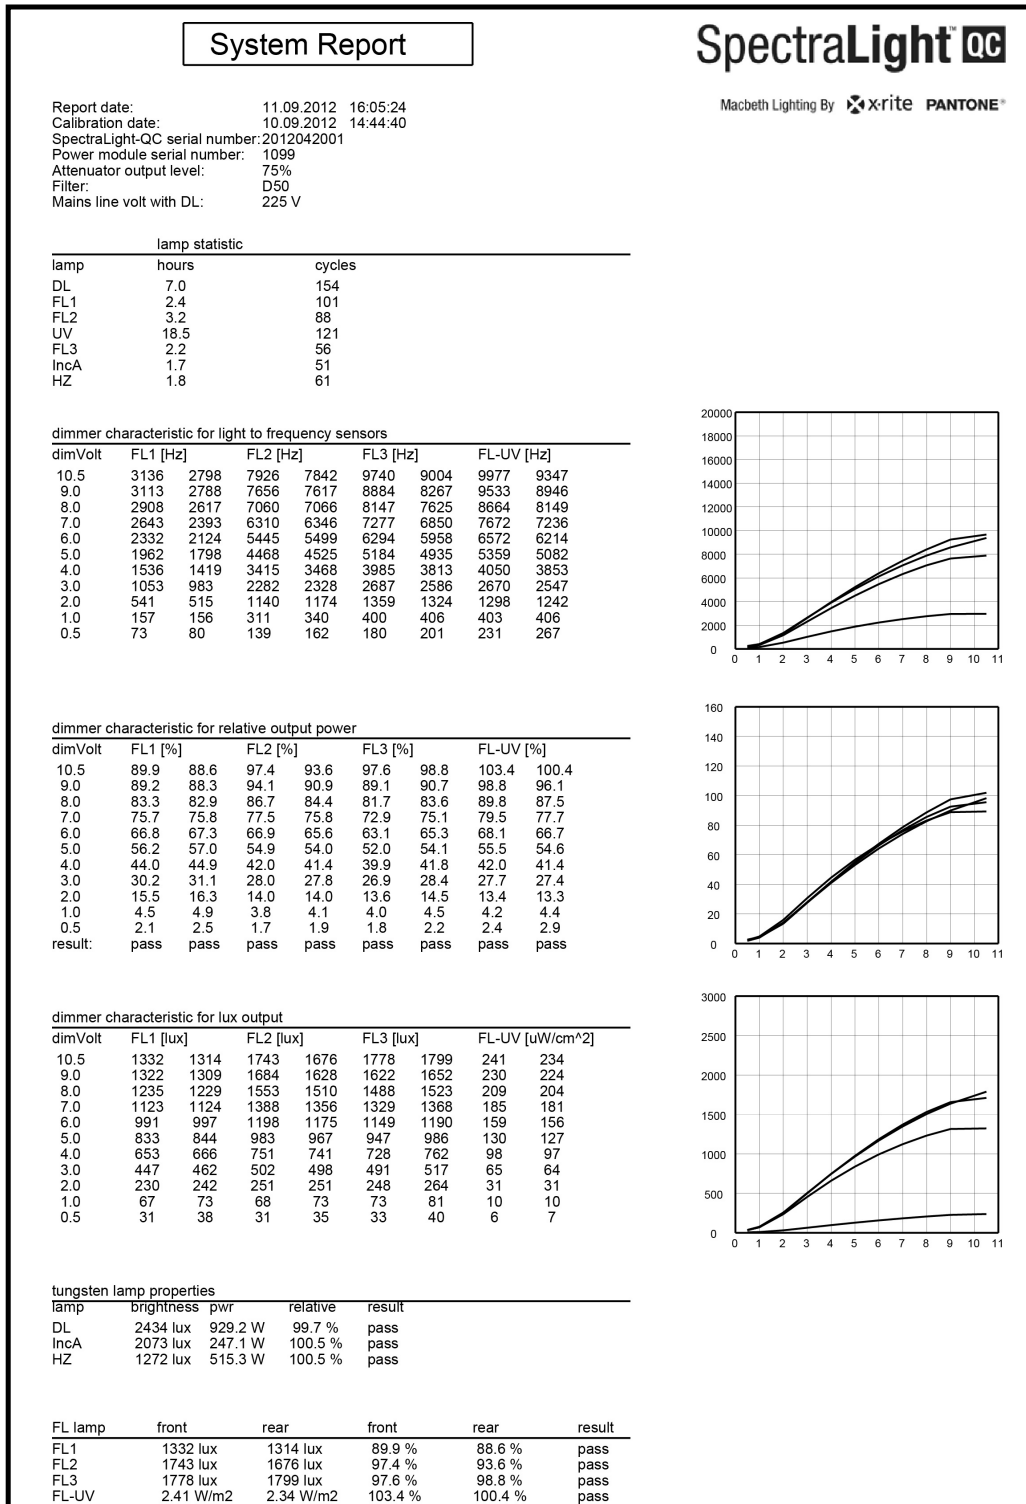 System Report
SpectraLight™ QC
Macbeth Lighting By x·rite PANTONE®
Report date: 11.09.2012 16:05:24
Calibration date: 10.09.2012 14:44:40
SpectraLight-QC serial number: 2012042001
Power module serial number: 1099
Attenuator output level: 75%
Filter: D50
Mains line volt with DL: 225 V
lamp statistic
lamp hours cycles
DL 7.0 154
FL1 2.4 101
FL2 3.2 88
UV 18.5 121
FL3 2.2 56
IncA 1.7 51
HZ 1.8 61
dimmer characteristic for light to frequency sensors
dimVolt FL1 [Hz] FL2 [Hz] FL3 [Hz] FL-UV [Hz]
10.5 3136 2798 7926 7842 9740 9004 9977 9347
9.0 3113 2788 7656 7617 8884 8267 9533 8946
8.0 2908 2617 7060 7066 8147 7625 8664 8149
7.0 2643 2393 6310 6346 7277 6850 7672 7236
6.0 2332 2124 5445 5499 6294 5958 6572 6214
5.0 1962 1798 4468 4525 5184 4935 5359 5082
4.0 1536 1419 3415 3468 3985 3813 4050 3853
3.0 1053 983 2282 2328 2687 2586 2670 2547
2.0 541 515 1140 1174 1359 1324 1298 1242
1.0 157 156 311 340 400 406 403 406
0.5 73 80 139 162 180 201 231 267
20000
18000
16000
14000
12000
10000
8000
6000
4000
2000
0
0 1 2 3 4 5 6 7 8 9 10 11
dimmer characteristic for relative output power
dimVolt FL1 [%] FL2 [%] FL3 [%] FL-UV [%]
10.5 89.9 88.6 97.4 93.6 97.6 98.8 103.4 100.4
9.0 89.2 88.3 94.1 90.9 89.1 90.7 98.8 96.1
8.0 83.3 82.9 86.7 84.4 81.7 83.6 89.8 87.5
7.0 75.7 75.8 77.5 75.8 72.9 75.1 79.5 77.7
6.0 66.8 67.3 66.9 65.6 63.1 65.3 68.1 66.7
5.0 56.2 57.0 54.9 54.0 52.0 54.1 55.5 54.6
4.0 44.0 44.9 42.0 41.4 39.9 41.8 42.0 41.4
3.0 30.2 31.1 28.0 27.8 26.9 28.4 27.7 27.4
2.0 15.5 16.3 14.0 14.0 13.6 14.5 13.4 13.3
1.0 4.5 4.9 3.8 4.1 4.0 4.5 4.2 4.4
0.5 2.1 2.5 1.7 1.9 1.8 2.2 2.4 2.9
result: pass pass pass pass pass pass pass pass
160
140
120
100
80
60
40
20
0
0 1 2 3 4 5 6 7 8 9 10 11
dimmer characteristic for lux output
dimVolt FL1 [lux] FL2 [lux] FL3 [lux] FL-UV [uW/cm^2]
10.5 1332 1314 1743 1676 1778 1799 241 234
9.0 1322 1309 1684 1628 1622 1652 230 224
8.0 1235 1229 1553 1510 1488 1523 209 204
7.0 1123 1124 1388 1356 1329 1368 185 181
6.0 991 997 1198 1175 1149 1190 159 156
5.0 833 844 983 967 947 986 130 127
4.0 653 666 751 741 728 762 98 97
3.0 447 462 502 498 491 517 65 64
2.0 230 242 251 251 248 264 31 31
1.0 67 73 68 73 73 81 10 10
0.5 31 38 31 35 33 40 6 7
3000
2500
2000
1500
1000
500
0
0 1 2 3 4 5 6 7 8 9 10 11
tungsten lamp properties
lamp brightness pwr relative result
DL 2434 lux 929.2 W 99.7 % pass
IncA 2073 lux 247.1 W 100.5 % pass
HZ 1272 lux 515.3 W 100.5 % pass
FL lamp front rear front rear result
FL1 1332 lux 1314 lux 89.9 % 88.6 % pass
FL2 1743 lux 1676 lux 97.4 % 93.6 % pass
FL3 1778 lux 1799 lux 97.6 % 98.8 % pass
FL-UV 2.41 W/m2 2.34 W/m2 103.4 % 100.4 % pass